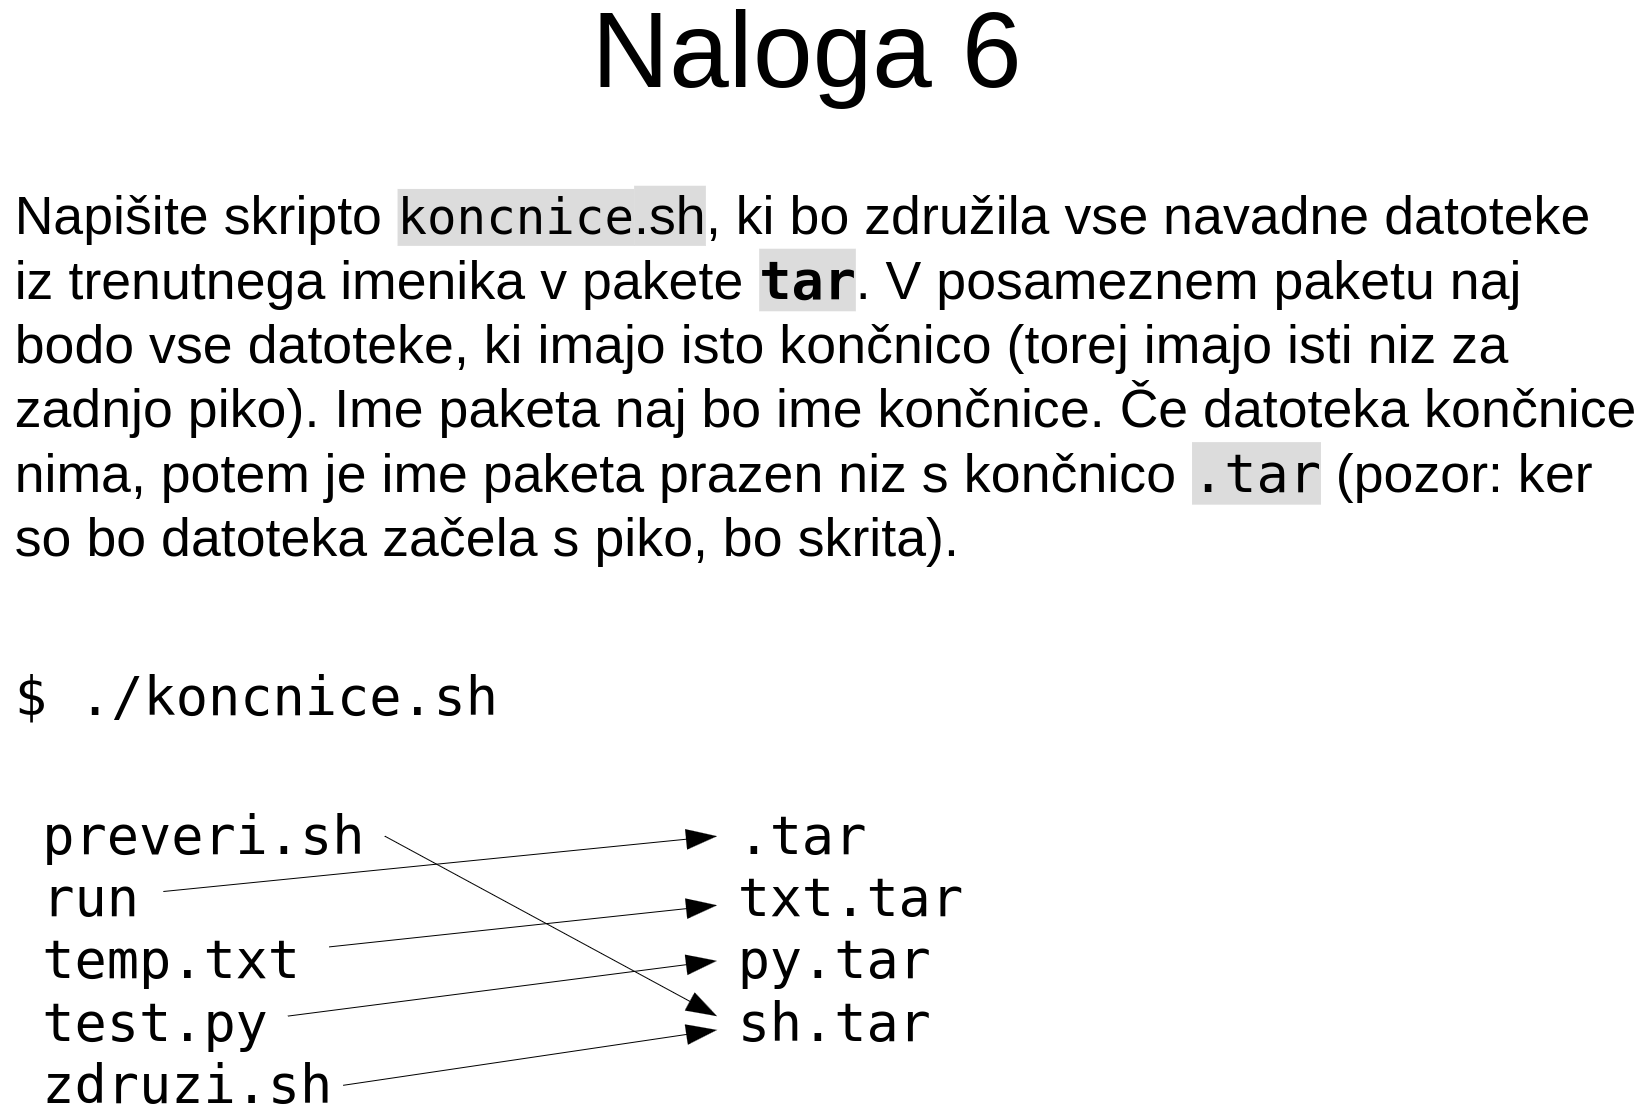 Naloga 6
Napišite skripto koncnice.sh, ki bo združila vse navadne datoteke
iz trenutnega imenika v pakete tar. V posameznem paketu naj
bodo vse datoteke, ki imajo isto končnico (torej imajo isti niz za
zadnjo piko). Ime paketa naj bo ime končnice. Če datoteka končnice
nima, potem je ime paketa prazen niz s končnico .tar (pozor: ker
so bo datoteka začela s piko, bo skrita).
$ ./koncnice.sh
preveri.sh
run
temp.txt
test.py
zdruzi.sh
.tar
txt.tar
py.tar
sh.tar